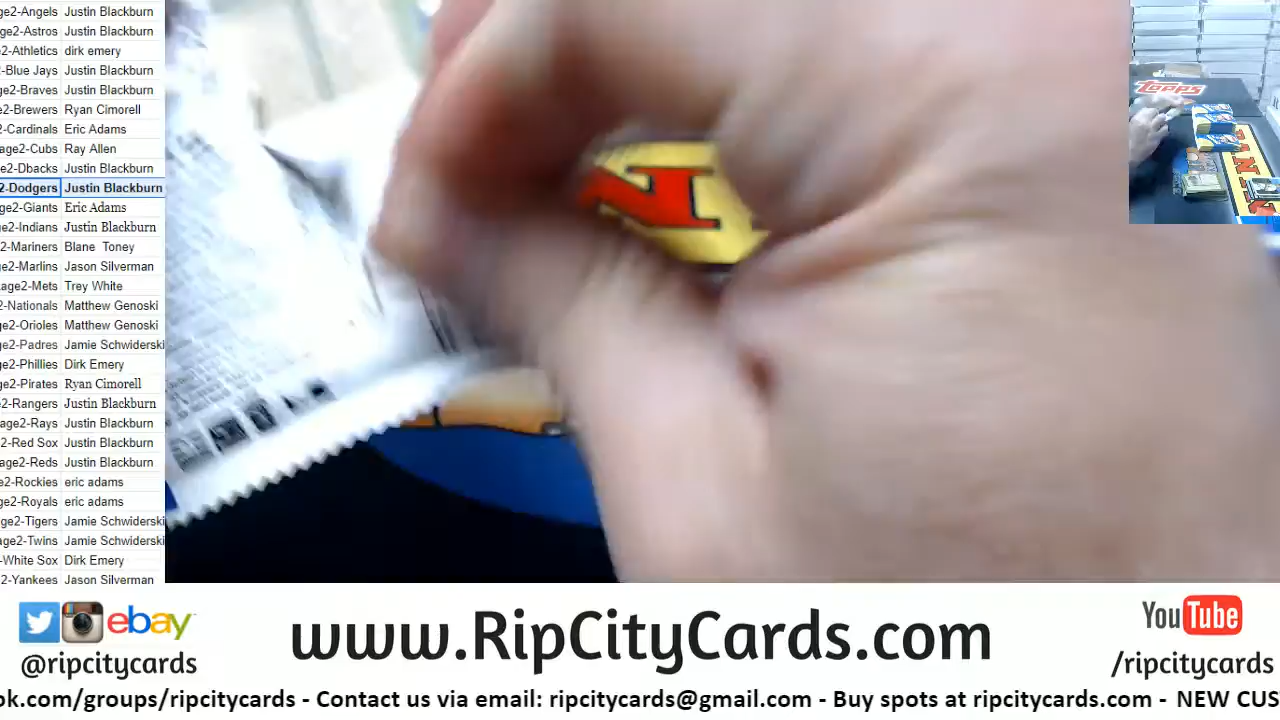 ge2-Angels Justin Blackburn
ge2-Astros Justin Blackburn
e2-Athletics dirk emery
2-Blue Jays Justin Blackburn
e2-Braves Justin Blackburn
e2-Brewers Ryan Cimorell
2-Cardinals Eric Adams
age2-Cubs Ray Allen
e2-Dbacks Justin Blackburn
2-Dodgers Justin Blackburn
ge2-Giants Eric Adams
e2-Indians Justin Blackburn
2-Mariners Blane Toney
e2-Marlins Jason Silverman
age2-Mets Trey White
2-Nationals Matthew Genoski
e2-Orioles Matthew Genoski
e2-Padres Jamie Schwiderski
e2-Phillies Dirk Emery
ge2-Pirates Ryan Cimorell
e2-Rangers Justin Blackburn
age2-Rays Justin Blackburn
2-Red Sox Justin Blackburn
age2-Reds Justin Blackburn
e2-Rockies eric adams
e2-Royals eric adams
ge2-Tigers Jamie Schwiderski
age2-Twins Jamie Schwiderski
-White Sox Dirk Emery
2-Yankees Jason Silverman
TOPPS
ebay
@ripcitycards
www.RipCityCards.com
YouTube
/ripcitycards
ok.com/groups/ripcitycards - Contact us via email: ripcitycards@gmail.com - Buy spots at ripcitycards.com - NEW CUS